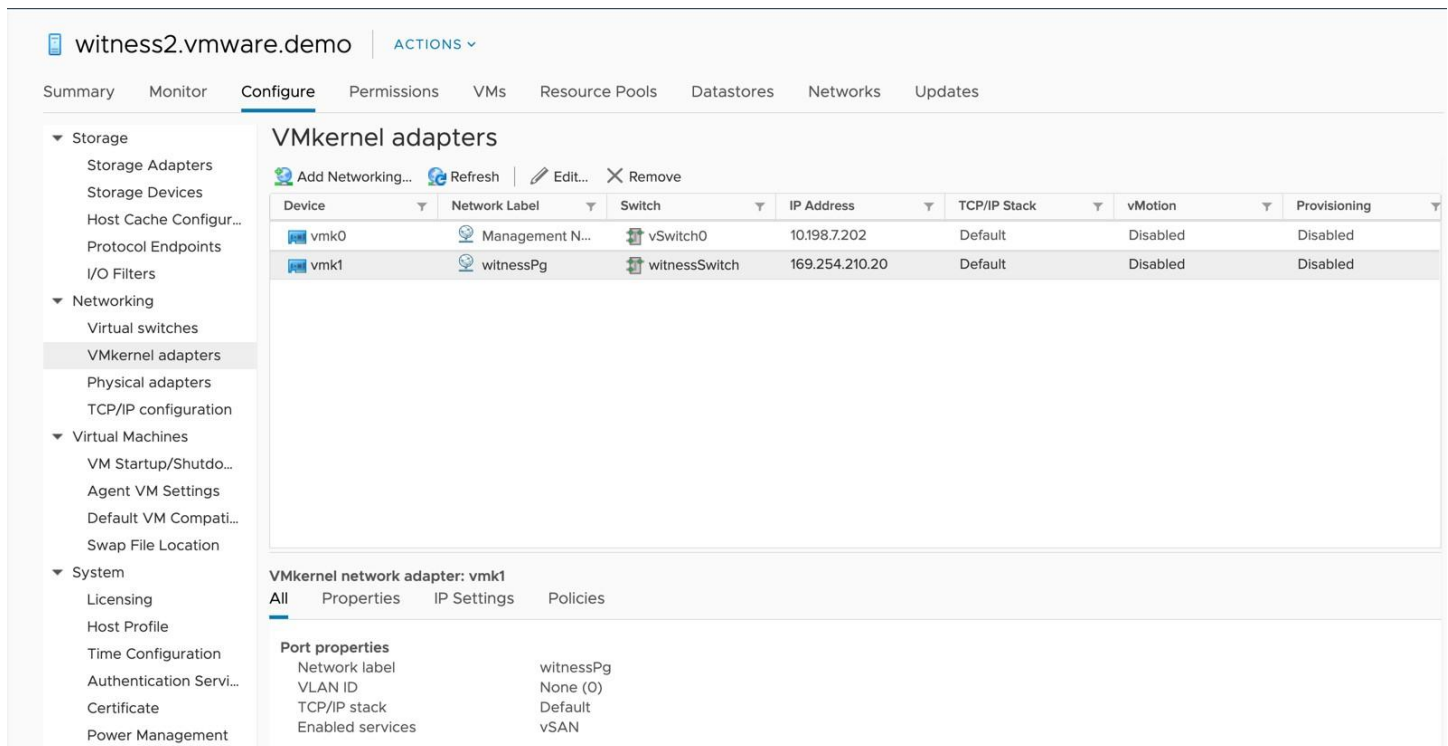 witness2.vmware.demo ACTIONS
Summary Monitor Configure Permissions VMs Resource Pools Datastores Networks Updates
Storage
Storage Adapters
Storage Devices
Host Cache Configur...
Protocol Endpoints
I/O Filters
Networking
Virtual switches
VMkernel adapters
Physical adapters
TCP/IP configuration
Virtual Machines
VM Startup/Shutdo...
Agent VM Settings
Default VM Compati...
Swap File Location
System
Licensing
Host Profile
Time Configuration
Authentication Servi...
Certificate
Power Management
VMkernel adapters
Add Networking... Refresh Edit... Remove
Device Network Label Switch IP Address TCP/IP Stack vMotion Provisioning
vmk0 Management N... vSwitch0 10.198.7.202 Default Disabled Disabled
vmk1 witnessPg witnessSwitch 169.254.210.20 Default Disabled Disabled
VMkernel network adapter: vmk1
All Properties IP Settings Policies
Port properties
Network label witnessPg
VLAN ID None (0)
TCP/IP stack Default
Enabled services vSAN